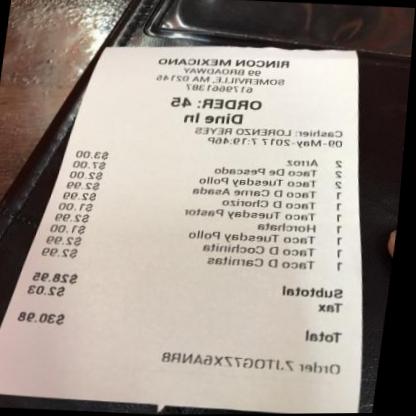 RINCON MEXICANO
99 BROADWAY
SOMERVILLE, MA 02145
6179661387
ORDER: 45
Dine In
Cashier: LORENZO REYES
09-May-2017 7:19:46P
2 Arroz $3.00
2 Taco De Pescado $7.00
2 Taco Tuesday Pollo $2.00
1 Taco D Carne Asada $2.99
1 Taco D Chorizo $2.99
1 Taco Tuesday Pastor $1.00
1 Horchata $2.99
1 Taco Tuesday Pollo $1.00
1 Taco D Cochinita $2.99
1 Taco D Carnitas $2.99
Subtotal $28.95
Tax $2.03
Total $30.98
Order 7JTOG77X6ANR8